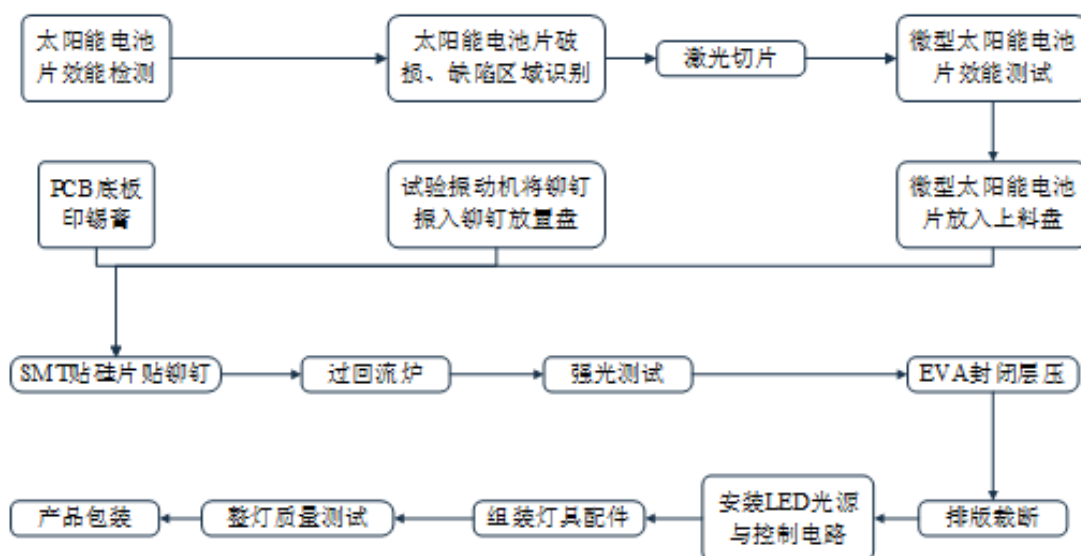 太阳能电池
片效能检测
太阳能电池片破
损、缺陷区域识别
激光切片
微型太阳能电池
片效能测试
PCB底板
印锡膏
试验振动机将铆钉
振入铆钉放置盘
微型太阳能电池
片放入上料盘
SMT贴硅片贴铆钉
过回流炉
强光测试
EVA封闭层压
产品包装
整灯质量测试
组装灯具配件
安装LED光源
与控制电路
排版裁断